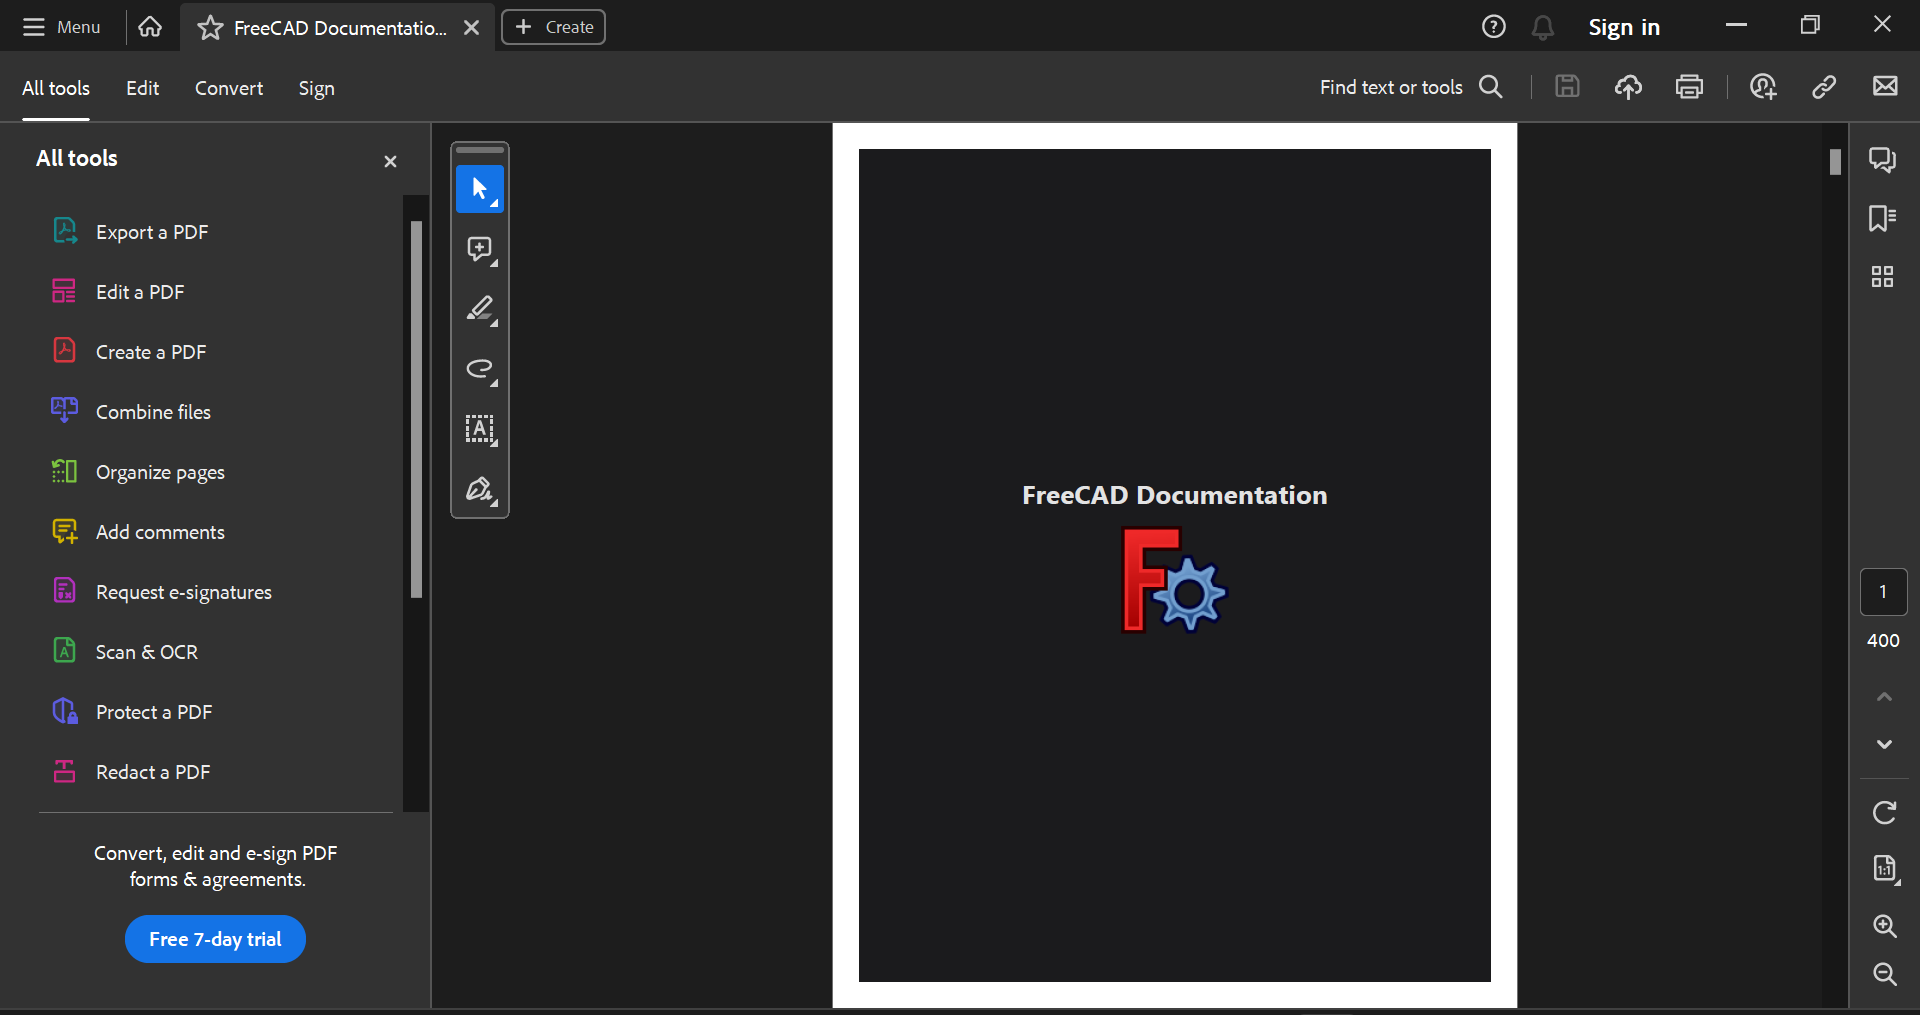 Menu
FreeCAD Documentatio...
Create
Sign in
All tools
Edit
Convert
Sign
Find text or tools
All tools
Export a PDF
Edit a PDF
Create a PDF
Combine files
Organize pages
Add comments
Request e-signatures
Scan & OCR
Protect a PDF
Redact a PDF
Convert, edit and e-sign PDF
forms & agreements.
Free 7-day trial
FreeCAD Documentation
F
1
400
1:1